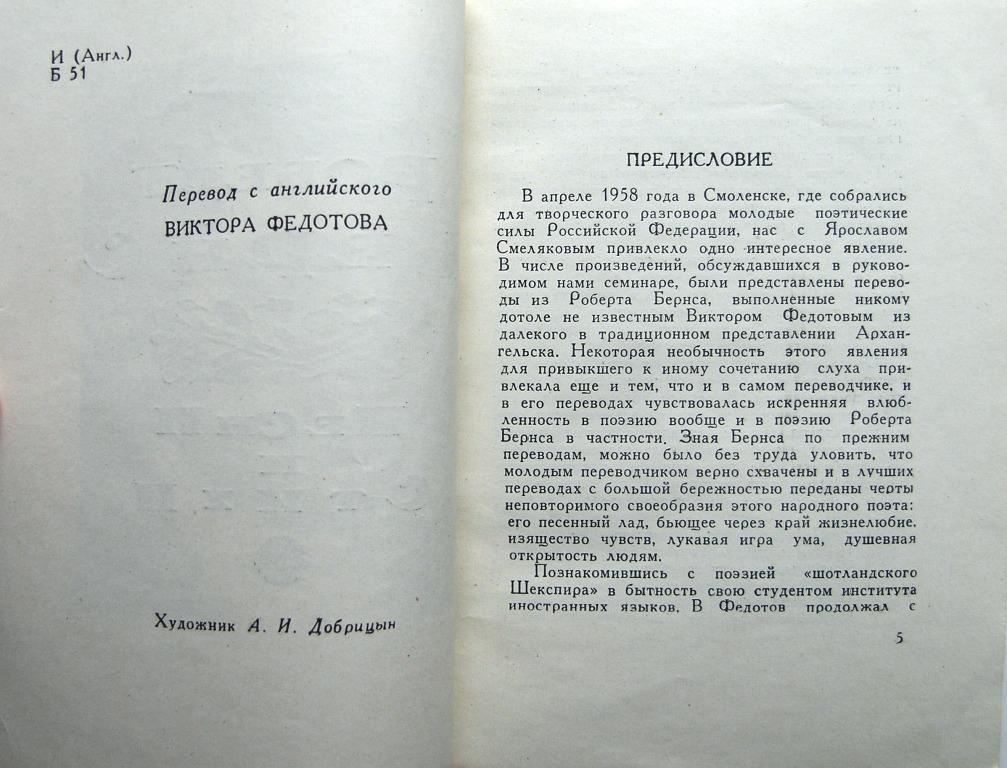 И (Англ.)
Б 51
Перевод с английского
ВИКТОРА ФЕДОТОВА
Художник А. И. Добрицын
ПРЕДИСЛОВИЕ
В апреле 1958 года в Смоленске, где собрались
для творческого разговора молодые поэтические
силы Российской Федерации, нас с Ярославом
Смеляковым привлекло одно интересное явление.
В числе произведений, обсуждавшихся в руково-
димом нами семинаре, были представлены перево-
ды из Роберта Бернса, выполненные никому
дотоле не известным Виктором Федотовым из
далекого в традиционном представлении Архан-
гельска. Некоторая необычность этого явления
для привыкшего к иному сочетанию слуха при-
влекала еще и тем, что и в самом переводчике, и
в его переводах чувствовалась искренняя влюб-
ленность в поэзию вообще и в поэзию Роберта
Бернса в частности. Зная Бернса по прежним
переводам, можно было без труда уловить, что
молодым переводчиком верно схвачены и в лучших
переводах с большой бережностью переданы черты
неповторимого своеобразия этого народного поэта:
его песенный лад, бьющее через край жизнелюбие,
изящество чувств, лукавая игра ума, душевная
открытость людям.
Познакомившись с поэзией «шотландского
Шекспира» в бытность свою студентом института
иностранных языков, В Федотов продолжал с
5